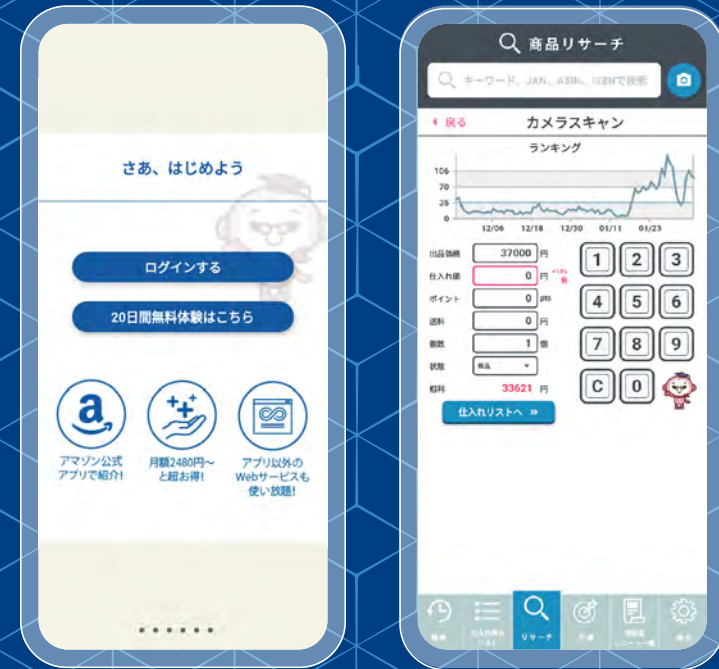 さあ、はじめよう
ログインする
20日間無料体験はこちら
a
アマゾン公式
アプリで紹介!
月額2480円〜
と超お得!
アプリ以外の
Webサービスも
使い放題!
商品リサーチ
キーワード、JAN、ASIN、ISBNで検索
戻る
カメラスキャン
ランキング
106
70
35
0
12/06 12/18 12/30 01/11 01/23
出品価格 37000 円
仕入れ値 0 円
ポイント 0 pts
送料 0 円
個数 1 個
状態 新品
粗利 33621 円
1 2 3
4 5 6
7 8 9
C 0
仕入れリストへ »
リサーチ